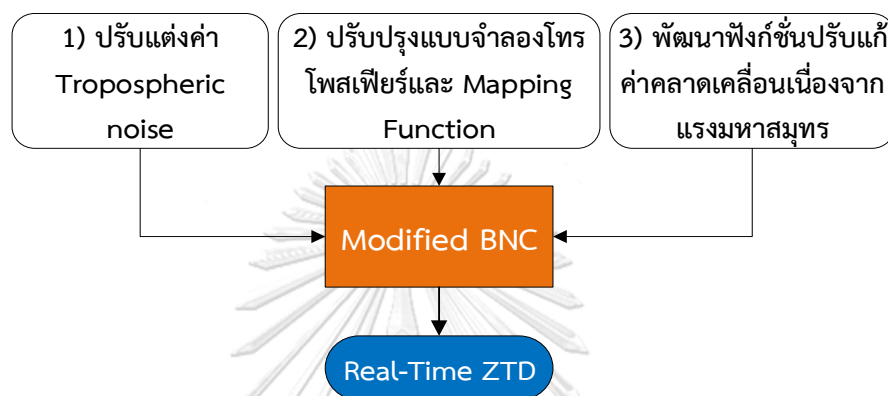 1) ปรับแต่งค่า
Tropospheric
noise
2) ปรับปรุงแบบจำลองโทร
โพสเฟียร์และ Mapping
Function
3) พัฒนาฟังก์ชั่นปรับแก้
ค่าคลาดเคลื่อนเนื่องจาก
แรงมหาสมุทร
Modified BNC
Real-Time ZTD